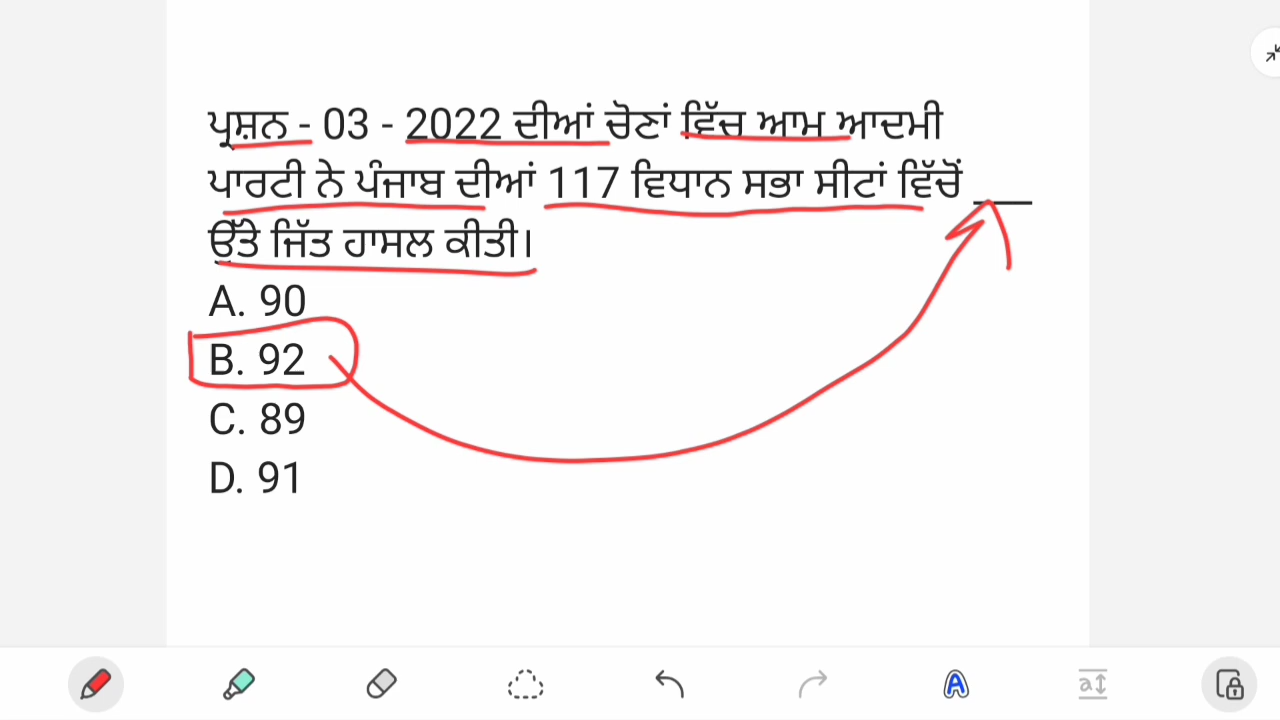 ਪ੍ਰਸ਼ਨ - 03 - 2022 ਦੀਆਂ ਚੋਣਾਂ ਵਿੱਚ ਆਮ ਆਦਮੀ
ਪਾਰਟੀ ਨੇ ਪੰਜਾਬ ਦੀਆਂ 117 ਵਿਧਾਨ ਸਭਾ ਸੀਟਾਂ ਵਿੱਚੋਂ ___
ਉੱਤੇ ਜਿੱਤ ਹਾਸਲ ਕੀਤੀ।
A. 90
B. 92
C. 89
D. 91